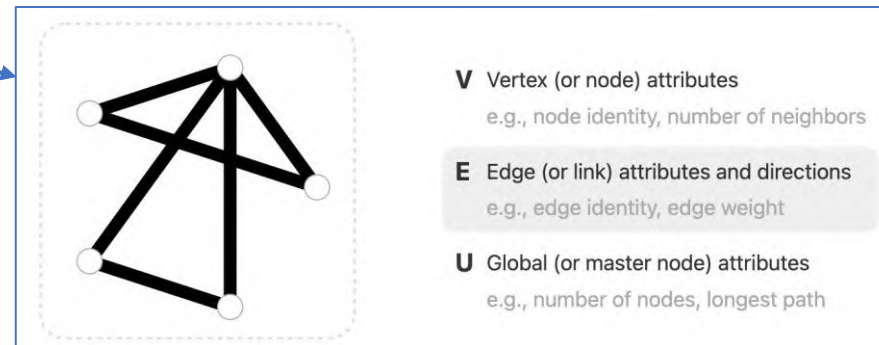 V Vertex (or node) attributes
e.g., node identity, number of neighbors
E Edge (or link) attributes and directions
e.g., edge identity, edge weight
U Global (or master node) attributes
e.g., number of nodes, longest path